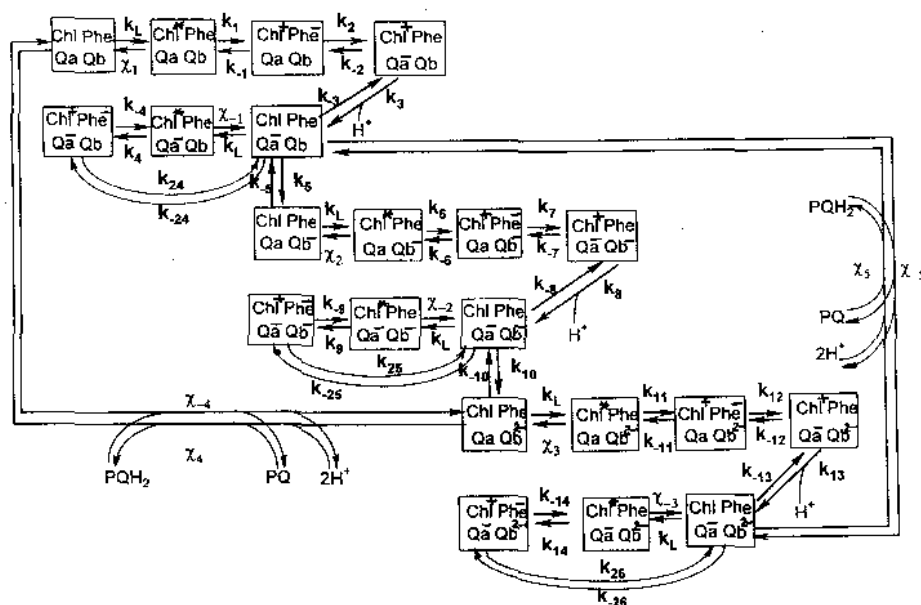 k_L k_1 k_2
Chl Phe Chl* Phe Chl⁺ Phe⁻ Chl⁺ Phe
Qa Qb Qa Qb Qa Qb Qa⁻ Qb
χ_1 k_-1 k_-2
k_-3 k_3
H⁺
k_-4 χ_-1
Chl⁺ Phe⁻ Chl* Phe Chl Phe
Qa⁻ Qb Qa⁻ Qb Qa⁻ Qb
k_4 k_L
k_24 k_-5 k_5
k_-24
k_L k_6 k_7
Chl Phe Chl* Phe Chl⁺ Phe⁻ Chl⁺ Phe
Qa Qb⁻ Qa Qb⁻ Qa Qb⁻ Qa⁻ Qb⁻
χ_2 k_-6 k_-7
PQH₂
χ_5
PQ
2H⁺
k_-8 k_8
H⁺
k_-9 χ_-2
Chl⁺ Phe⁻ Chl* Phe Chl Phe
Qa⁻ Qb⁻ Qa⁻ Qb⁻ Qa⁻ Qb⁻
k_9 k_L
k_25 k_-10 k_10
k_-25
k_L k_11 k_12
Chl Phe Chl* Phe Chl⁺ Phe⁻ Chl⁺ Phe
Qa Qb²⁻ Qa Qb²⁻ Qa Qb²⁻ Qa⁻ Qb²⁻
χ_3 k_-11 k_-12
χ_-4
χ_4
PQH₂ PQ 2H⁺
k_-13 k_13
H⁺
k_-14 χ_-3
Chl⁺ Phe⁻ Chl* Phe Chl Phe
Qa⁻ Qb²⁻ Qa⁻ Qb²⁻ Qa⁻ Qb²⁻
k_14 k_L
k_26
k_-26